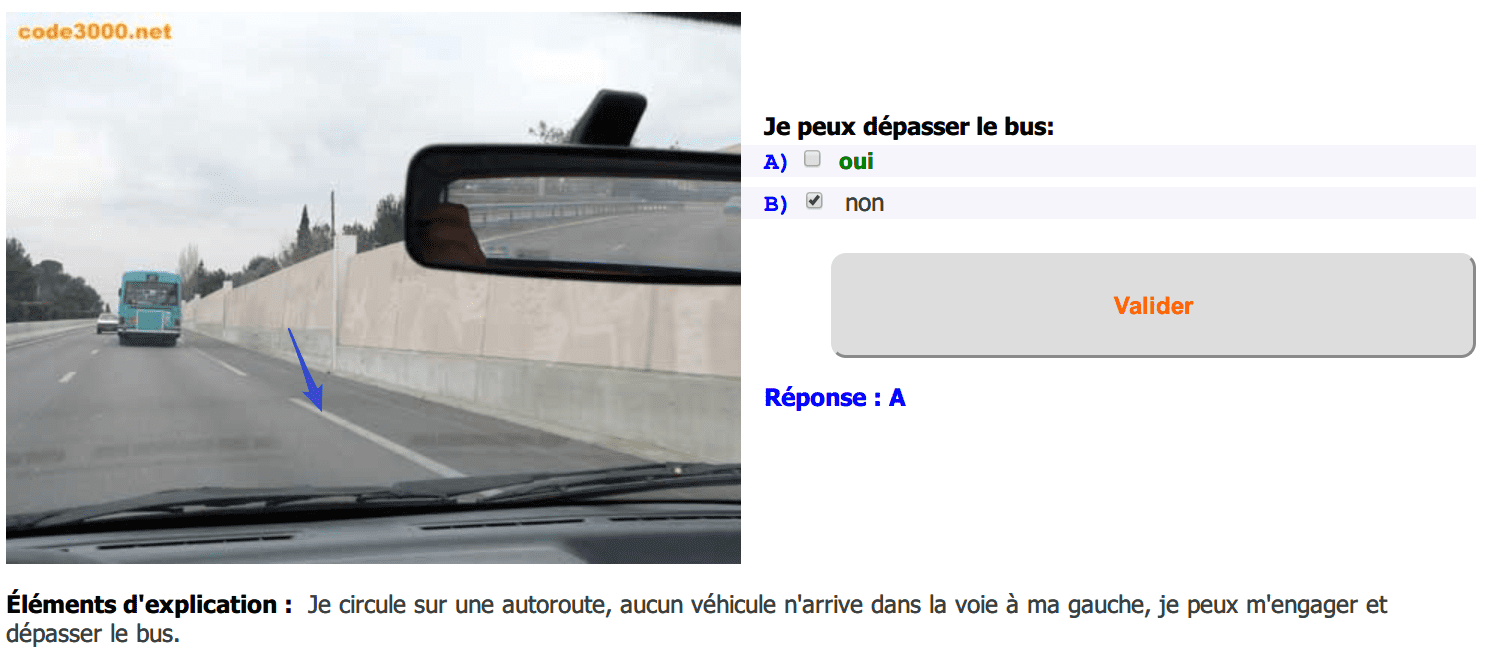 code3000.net
Je peux dépasser le bus:
A) oui
B) non
Valider
Réponse : A
Éléments d'explication : Je circule sur une autoroute, aucun véhicule n'arrive dans la voie à ma gauche, je peux m'engager et
dépasser le bus.